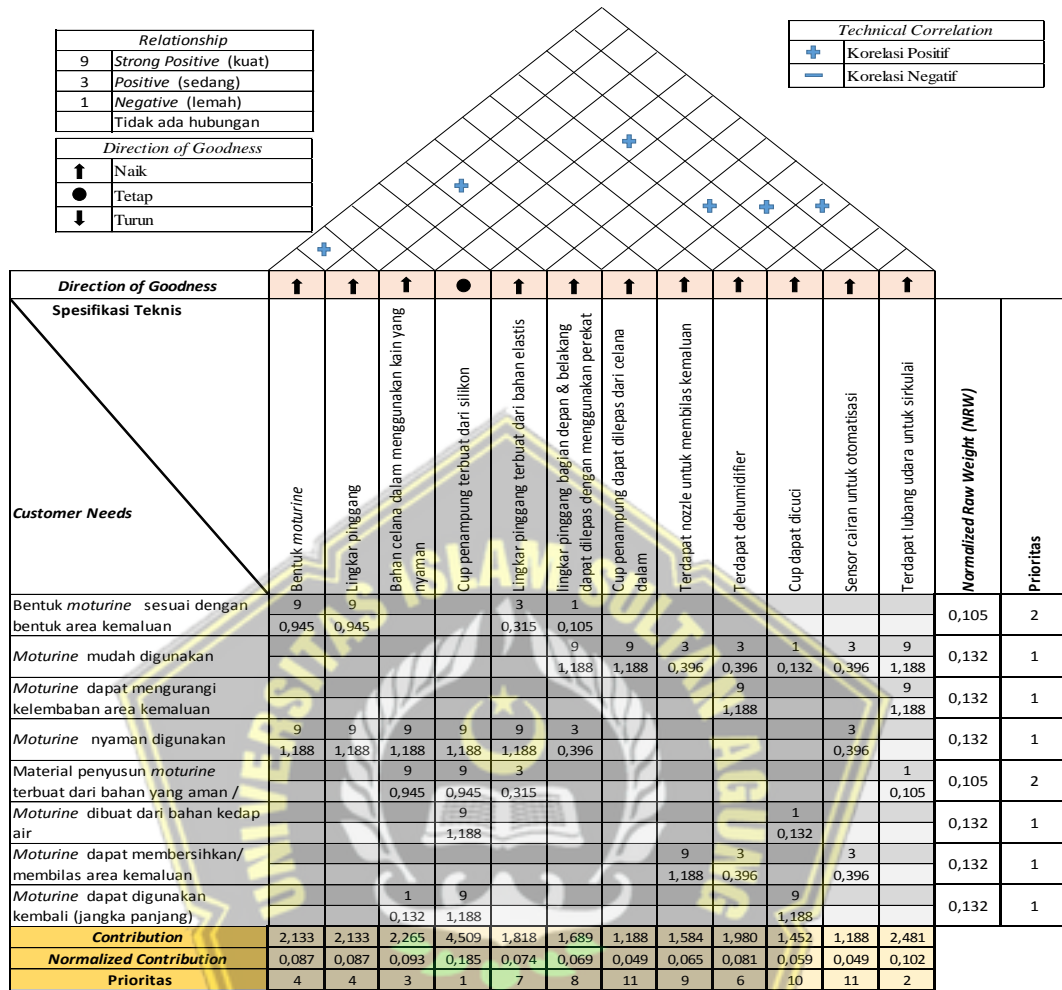 Relationship
9 Strong Positive (kuat)
3 Positive (sedang)
1 Negative (lemah)
Tidak ada hubungan
Direction of Goodness
Naik
Tetap
Turun
Technical Correlation
Korelasi Positif
Korelasi Negatif
Direction of Goodness
Spesifikasi Teknis
Customer Needs
Bentuk moturine
Lingkar pinggang
Bahan celana dalam menggunakan kain yang
nyaman
Cup penampung terbuat dari silikon
Lingkar pinggang terbuat dari bahan elastis
lingkar pinggang bagian depan & belakang
dapat dilepas dengan menggunakan perekat
Cup penampung dapat dilepas dari celana
dalam
Terdapat nozzle untuk membilas kemaluan
Terdapat dehumidifier
Cup dapat dicuci
Sensor cairan untuk otomatisasi
Terdapat lubang udara untuk sirkulai
Normalized Raw Weight (NRW)
Prioritas
Bentuk moturine sesuai dengan 9 9 3 1
bentuk area kemaluan 0,945 0,945 0,315 0,105
0,105 2
Moturine mudah digunakan
9 9 3 3 1 3 9
1,188 1,188 0,396 0,396 0,132 0,396 1,188
0,132 1
Moturine dapat mengurangi 9 9
kelembaban area kemaluan 1,188 1,188
0,132 1
Moturine nyaman digunakan
9 9 9 9 9 3 3
1,188 1,188 1,188 1,188 1,188 0,396 0,396
0,132 1
Material penyusun moturine 9 9 3 1
terbuat dari bahan yang aman / 0,945 0,945 0,315 0,105
0,105 2
Moturine dibuat dari bahan kedap 9 1
air 1,188 0,132
0,132 1
Moturine dapat membersihkan/ 9 3 3
membilas area kemaluan 1,188 0,396 0,396
0,132 1
Moturine dapat digunakan 1 9 9
kembali (jangka panjang) 0,132 1,188 1,188
0,132 1
Contribution 2,133 2,133 2,265 4,509 1,818 1,689 1,188 1,584 1,980 1,452 1,188 2,481
Normalized Contribution 0,087 0,087 0,093 0,185 0,074 0,069 0,049 0,065 0,081 0,059 0,049 0,102
Prioritas 4 4 3 1 7 8 11 9 6 10 11 2
UNIVERSITAS ISLAM SULTAN AGUNG